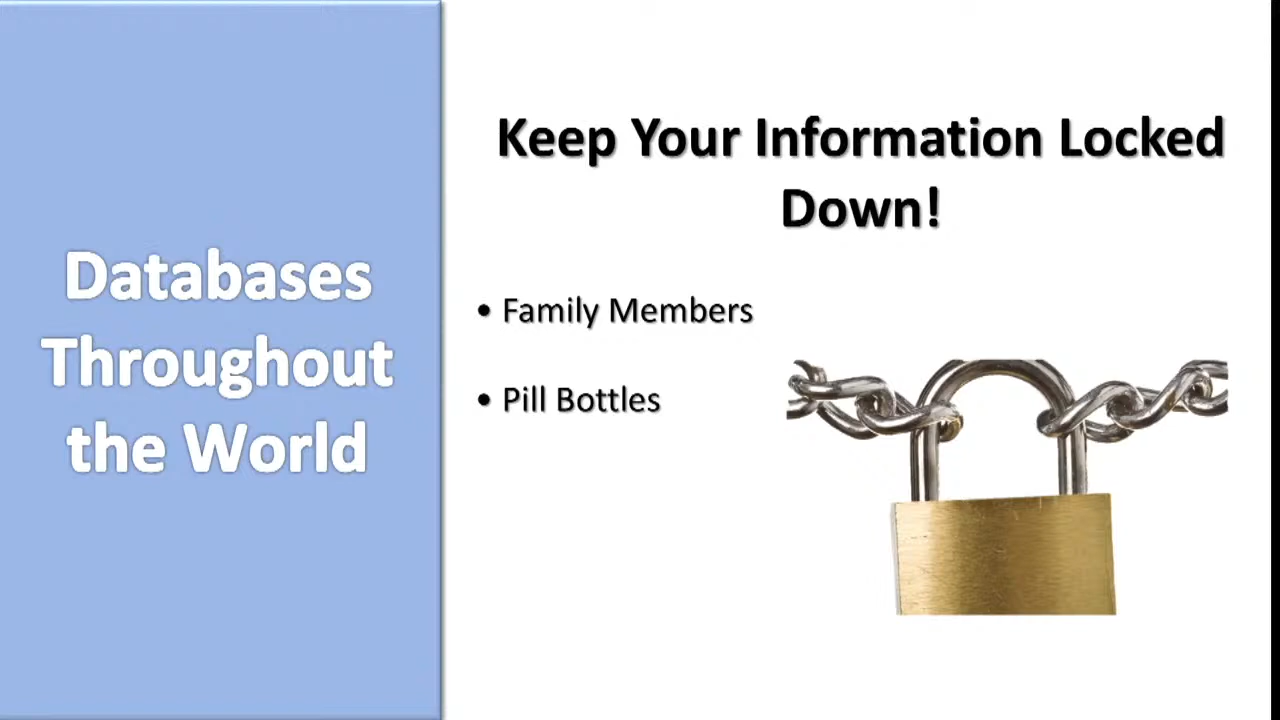 Databases
Throughout
the World
Keep Your Information Locked
Down!
• Family Members
• Pill Bottles